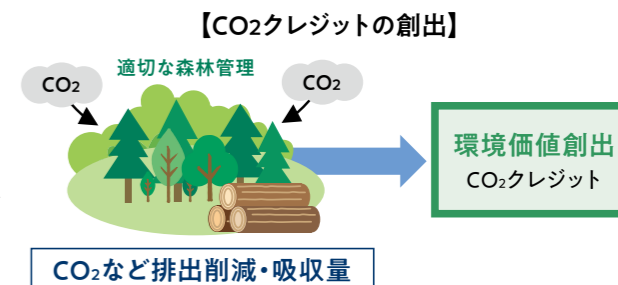 【CO2クレジットの創出】
適切な森林管理
CO2
CO2
環境価値創出
CO2クレジット
CO2など排出削減・吸収量